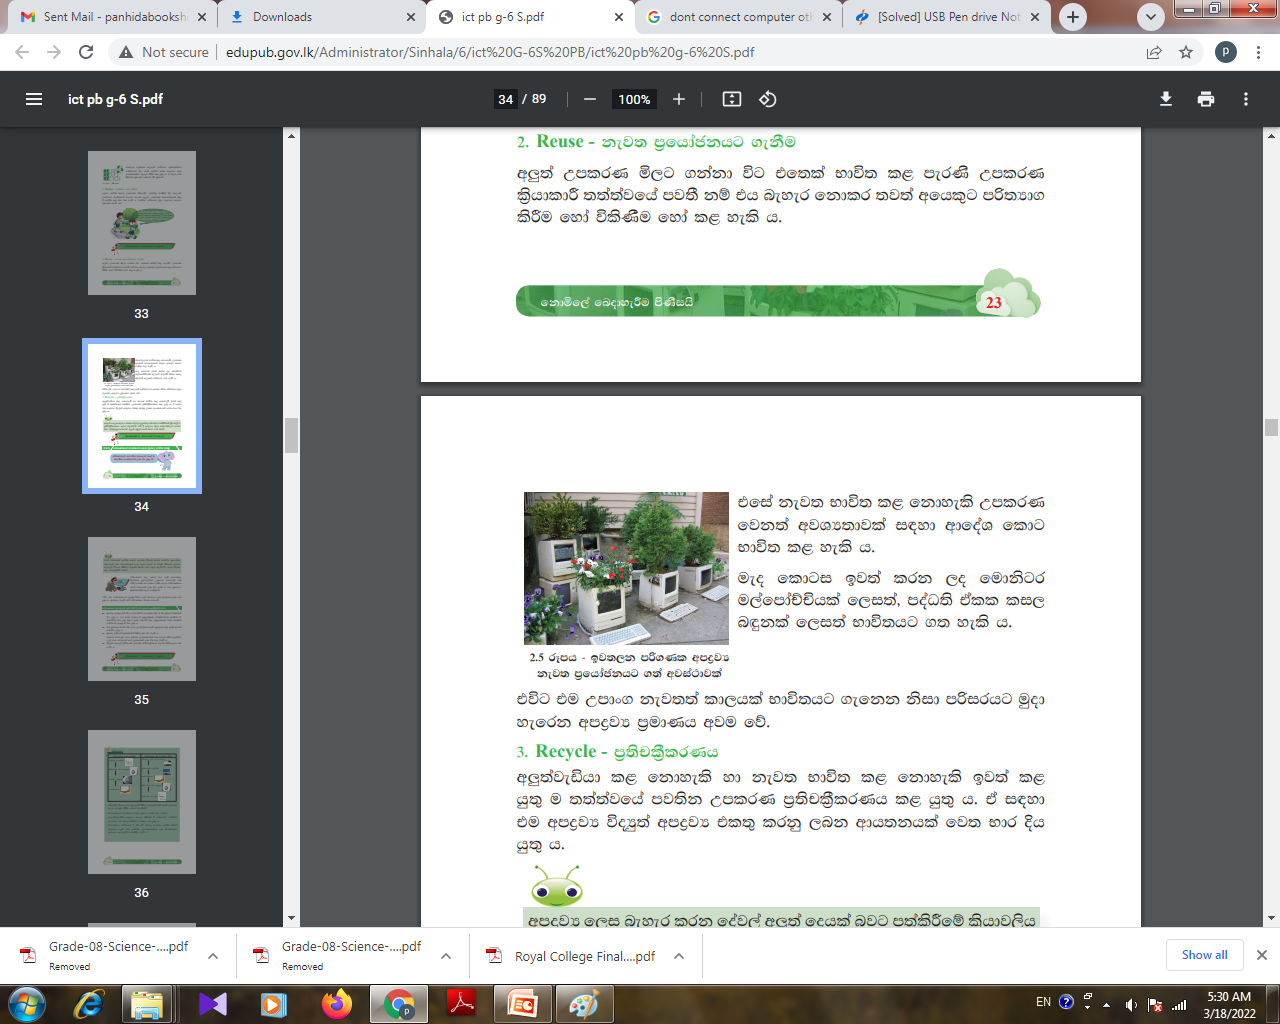 Sent Mail - panhidabooksh
Downloads
ict pb g-6 S.pdf
dont connect computer oth
[Solved] USB Pen drive Not
Not secure
edupub.gov.lk/Administrator/Sinhala/6/ict%20G-6S%20PB/ict%20pb%20g-6%20S.pdf
p
ict pb g-6 S.pdf
34 / 89
100%
33
34
35
36
2. Reuse - නැවත ප්‍රයෝජනයට ගැනීම
අලුත් උපකරණ මිලට ගන්නා විට එතෙක් භාවිත කළ පැරණි උපකරණ
ක්‍රියාකාරී තත්ත්වයේ පවතී නම් එය බැහැර නොකර තවත් අයෙකුට පරිත්‍යාග
කිරීම හෝ විකිණීම හෝ කළ හැකි ය.
නොමිලේ බෙදාහැරීම පිණිසයි
23
එසේ නැවත භාවිත කළ නොහැකි උපකරණ
වෙනත් අවශ්‍යතාවක් සඳහා ආදේශ කොට
භාවිත කළ හැකි ය.
මැද කොටස ඉවත් කරන ලද මොනිටර
මල්පෝච්චියක් ලෙසත්, පද්ධති ඒකක කසල
බඳුනක් ලෙසත් භාවිතයට ගත හැකි ය.
2.5 රූපය - ඉවතලන පරිගණක අපද්‍රව්‍ය
නැවත ප්‍රයෝජනයට ගත් අවස්ථාවක්
එවිට එම උපාංග නැවතත් කාලයක් භාවිතයට ගැනෙන නිසා පරිසරයට මුදා
හැරෙන අපද්‍රව්‍ය ප්‍රමාණය අවම වේ.
3. Recycle - ප්‍රතිචක්‍රීකරණය
අලුත්වැඩියා කළ නොහැකි හා නැවත භාවිත කළ නොහැකි ඉවත් කළ
යුතු ම තත්ත්වයේ පවතින උපකරණ ප්‍රතිචක්‍රීකරණය කළ යුතු ය. ඒ සඳහා
එම අපද්‍රව්‍ය විද්‍යුත් අපද්‍රව්‍ය එකතු කරනු ලබන ආයතනයක් වෙත භාර දිය
යුතු ය.
අපද්‍රව්‍ය ලෙස බැහැර කරන දේවල් අලුත් දෙයක් බවට පත්කිරීමේ ක්‍රියාවලිය
Grade-08-Science-....pdf
Removed
Grade-08-Science-....pdf
Removed
Royal College Final....pdf
Show all
EN
5:30 AM
3/18/2022